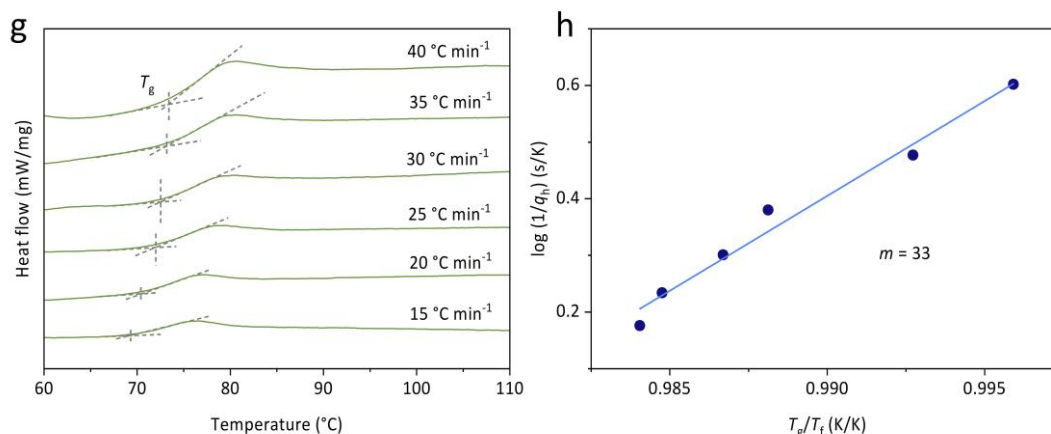 g
40 °C min⁻¹
Tg
35 °C min⁻¹
30 °C min⁻¹
25 °C min⁻¹
20 °C min⁻¹
15 °C min⁻¹
Heat flow (mW/mg)
60 70 80 90 100 110
Temperature (°C)
h
0.6
0.4
0.2
log (1/qh) (s/K)
m = 33
0.985 0.990 0.995
Tg/Tf (K/K)